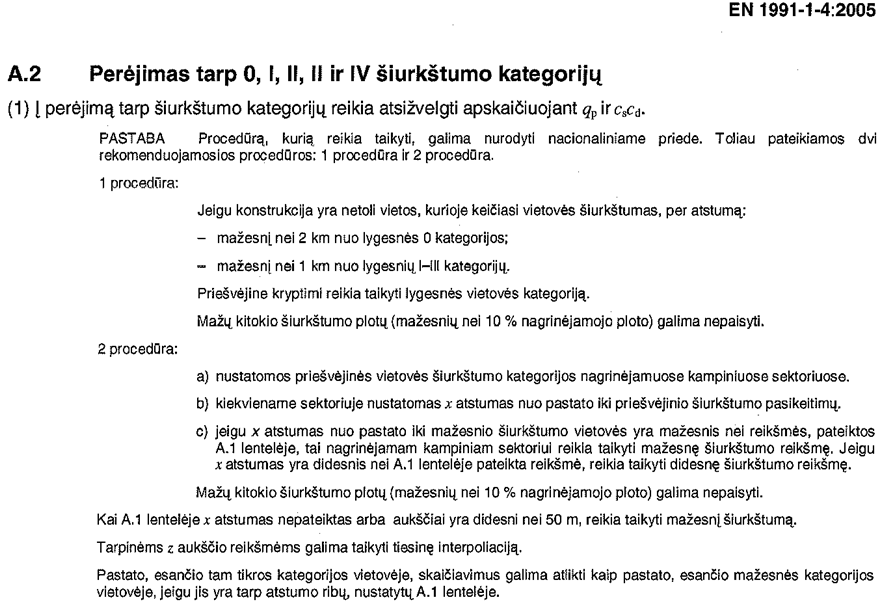 EN 1991-1-4:2005
A.2 Perėjimas tarp 0, I, II, II ir IV šiurkštumo kategorijų
(1) Į perėjimą tarp šiurkštumo kategorijų reikia atsižvelgti apskaičiuojant qp ir cscd.
PASTABA Procedūrą, kurią reikia taikyti, galima nurodyti nacionaliniame priede. Toliau pateikiamos dvi
rekomenduojamosios procedūros: 1 procedūra ir 2 procedūra.
1 procedūra:
Jeigu konstrukcija yra netoli vietos, kurioje keičiasi vietovės šiurkštumas, per atstumą:
– mažesnį nei 2 km nuo lygesnės 0 kategorijos;
– mažesnį nei 1 km nuo lygesnių I–III kategorijų.
Priešvėjine kryptimi reikia taikyti lygesnės vietovės kategoriją.
Mažų kitokio šiurkštumo plotų (mažesnių nei 10 % nagrinėjamojo ploto) galima nepaisyti.
2 procedūra:
a) nustatomos priešvėjinės vietovės šiurkštumo kategorijos nagrinėjamuose kampiniuose sektoriuose.
b) kiekviename sektoriuje nustatomas x atstumas nuo pastato iki priešvėjinio šiurkštumo pasikeitimų.
c) jeigu x atstumas nuo pastato iki mažesnio šiurkštumo vietovės yra mažesnis nei reikšmės, pateiktos
A.1 lentelėje, tai nagrinėjamam kampiniam sektoriui reikia taikyti mažesnę šiurkštumo reikšmę. Jeigu
x atstumas yra didesnis nei A.1 lentelėje pateikta reikšmė, reikia taikyti didesnę šiurkštumo reikšmę.
Mažų kitokio šiurkštumo plotų (mažesnių nei 10 % nagrinėjamojo ploto) galima nepaisyti.
Kai A.1 lentelėje x atstumas nepateiktas arba aukščiai yra didesni nei 50 m, reikia taikyti mažesnį šiurkštumą.
Tarpinėms z aukščio reikšmėms galima taikyti tiesinę interpoliaciją.
Pastato, esančio tam tikros kategorijos vietovėje, skaičiavimus galima atlikti kaip pastato, esančio mažesnės kategorijos
vietovėje, jeigu jis yra tarp atstumo ribų, nustatytų A.1 lentelėje.